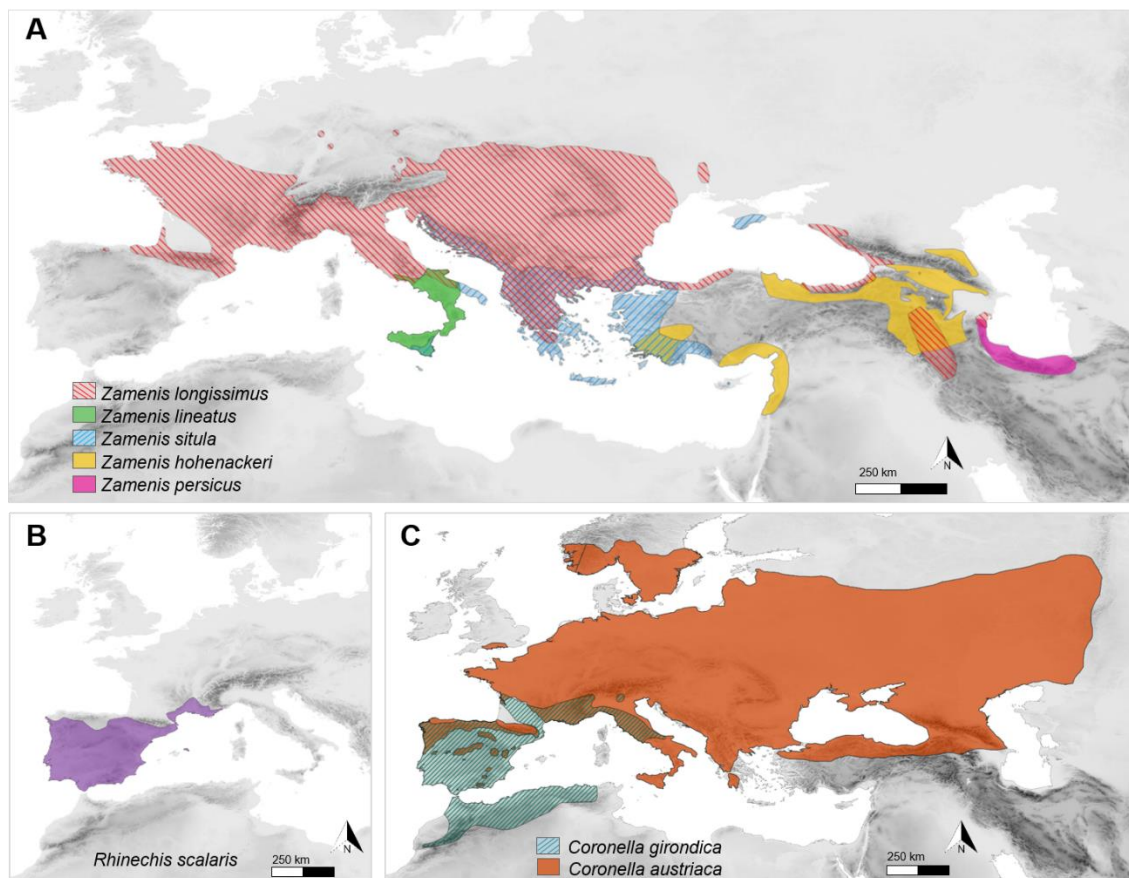 A
Zamenis longissimus
Zamenis lineatus
Zamenis situla
Zamenis hohenackeri
Zamenis persicus
N
250 km
B
Rhinechis scalaris
N
250 km
C
Coronella girondica
Coronella austriaca
N
250 km